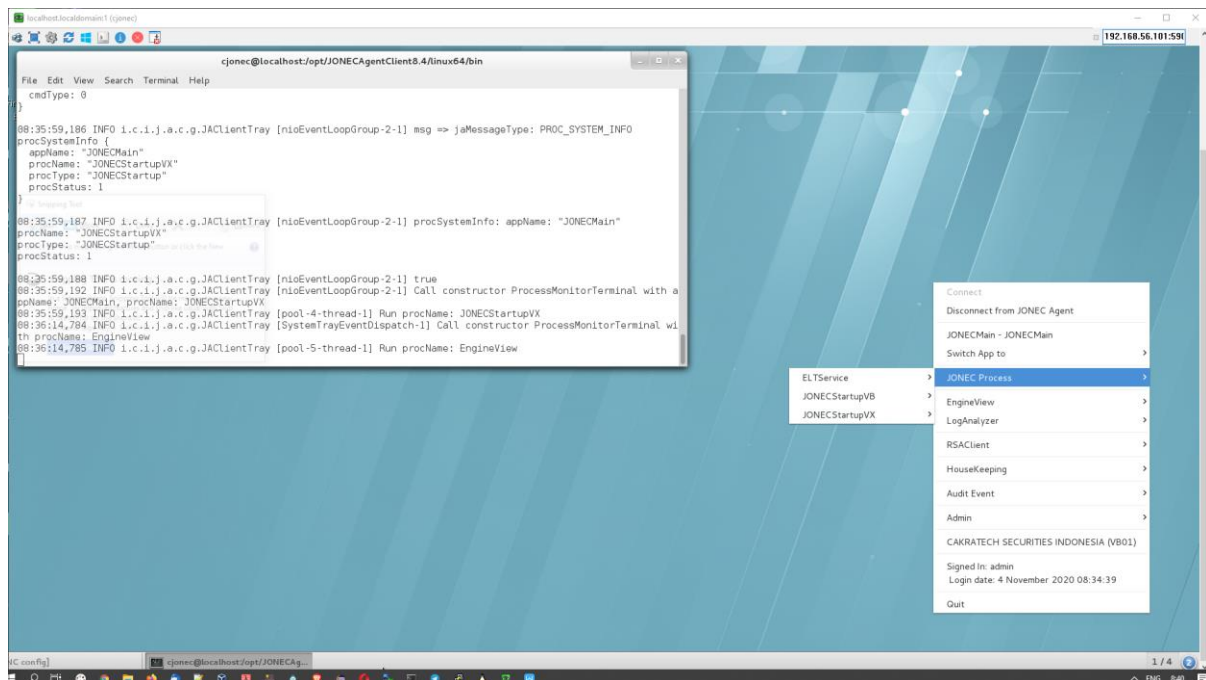 localhost.localdomain:1 (cjonec)
192.168.56.101:590
cjonec@localhost:/opt/JONECAgentClient8.4/linux64/bin
File Edit View Search Terminal Help
cmdType: 0
}
08:35:59,186 INFO i.c.i.j.a.c.g.JAClientTray [nioEventLoopGroup-2-1] msg => jaMessageType: PROC_SYSTEM_INFO
procSystemInfo {
appName: "JONECMain"
procName: "JONECStartupVX"
procType: "JONECStartup"
procStatus: 1
}
Snipping Tool
08:35:59,187 INFO i.c.i.j.a.c.g.JAClientTray [nioEventLoopGroup-2-1] procSystemInfo: appName: "JONECMain"
procName: "JONECStartupVX"
procType: "JONECStartup"
procStatus: 1
08:35:59,188 INFO i.c.i.j.a.c.g.JAClientTray [nioEventLoopGroup-2-1] true
08:35:59,192 INFO i.c.i.j.a.c.g.JAClientTray [nioEventLoopGroup-2-1] Call constructor ProcessMonitorTerminal with a
ppName: JONECMain, procName: JONECStartupVX
08:35:59,193 INFO i.c.i.j.a.c.g.JAClientTray [pool-4-thread-1] Run procName: JONECStartupVX
08:36:14,784 INFO i.c.i.j.a.c.g.JAClientTray [SystemTrayEventDispatch-1] Call constructor ProcessMonitorTerminal wi
th procName: EngineView
08:36:14,785 INFO i.c.i.j.a.c.g.JAClientTray [pool-5-thread-1] Run procName: EngineView
Connect
Disconnect from JONEC Agent
JONECMain - JONECMain
Switch App to
JONEC Process
ELTService
JONECStartupVB
JONECStartupVX
EngineView
LogAnalyzer
RSAClient
HouseKeeping
Audit Event
Admin
CAKRATECH SECURITIES INDONESIA (VB01)
Signed In: admin
Login date: 4 November 2020 08:34:39
Quit
config]
cjonec@localhost:/opt/JONECAg...
1 / 4
ENG 8:40